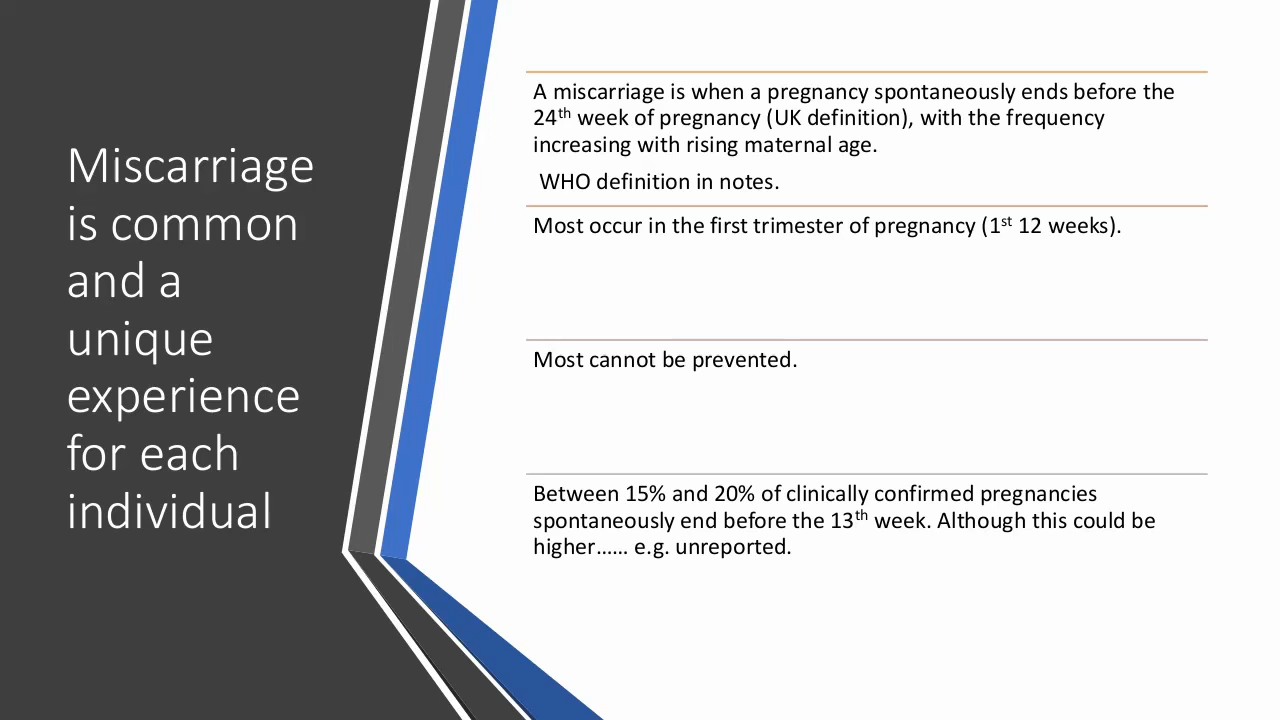 Miscarriage
is common
and a
unique
experience
for each
individual
A miscarriage is when a pregnancy spontaneously ends before the
24th week of pregnancy (UK definition), with the frequency
increasing with rising maternal age.
WHO definition in notes.
Most occur in the first trimester of pregnancy (1st 12 weeks).
Most cannot be prevented.
Between 15% and 20% of clinically confirmed pregnancies
spontaneously end before the 13th week. Although this could be
higher…… e.g. unreported.